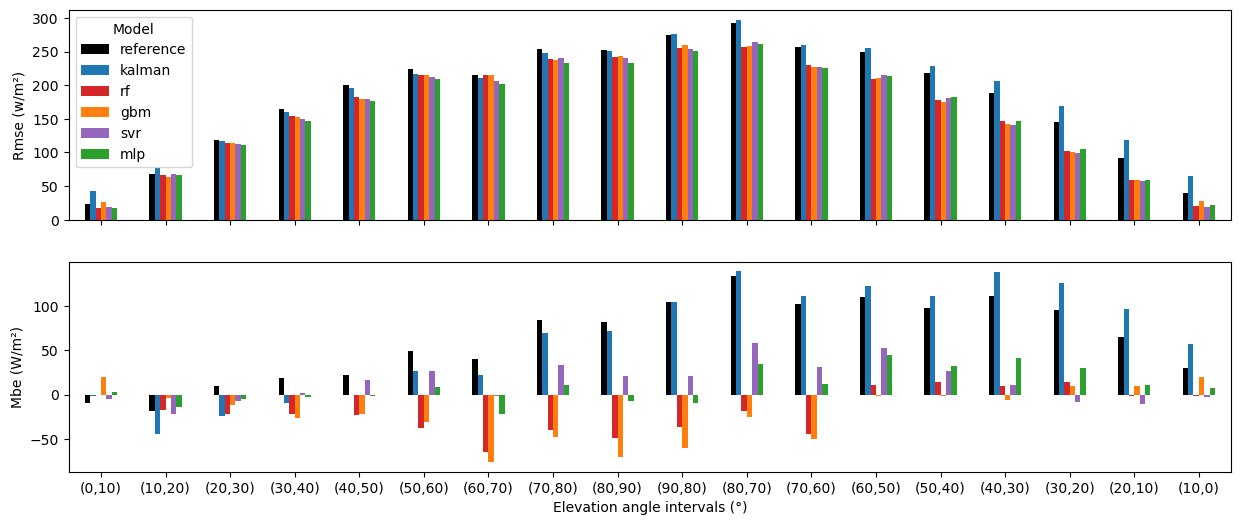 300
250
200
150
100
50
0
Rmse (w/m²)
Model
reference
kalman
rf
gbm
svr
mlp
100
50
0
−50
Mbe (W/m²)
(0,10) (10,20) (20,30) (30,40) (40,50) (50,60) (60,70) (70,80) (80,90) (90,80) (80,70) (70,60) (60,50) (50,40) (40,30) (30,20) (20,10) (10,0)
Elevation angle intervals (°)